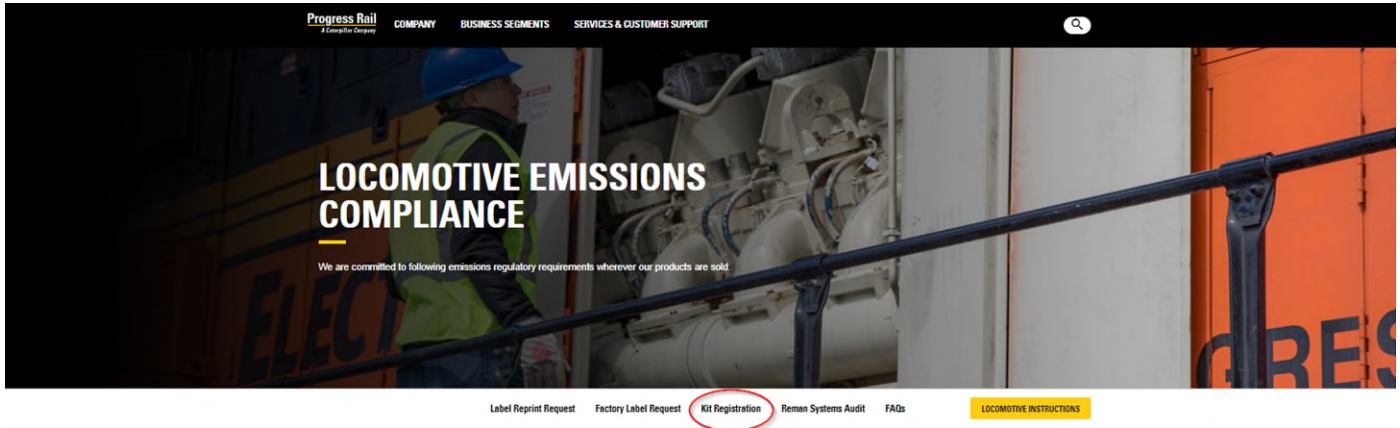 Progress Rail
A Caterpillar Company
COMPANY
BUSINESS SEGMENTS
SERVICES & CUSTOMER SUPPORT
LOCOMOTIVE EMISSIONS
COMPLIANCE
We are committed to following emissions regulatory requirements wherever our products are sold.
ELECT
GRES
Label Reprint Request
Factory Label Request
Kit Registration
Reman Systems Audit
FAQs
LOCOMOTIVE INSTRUCTIONS